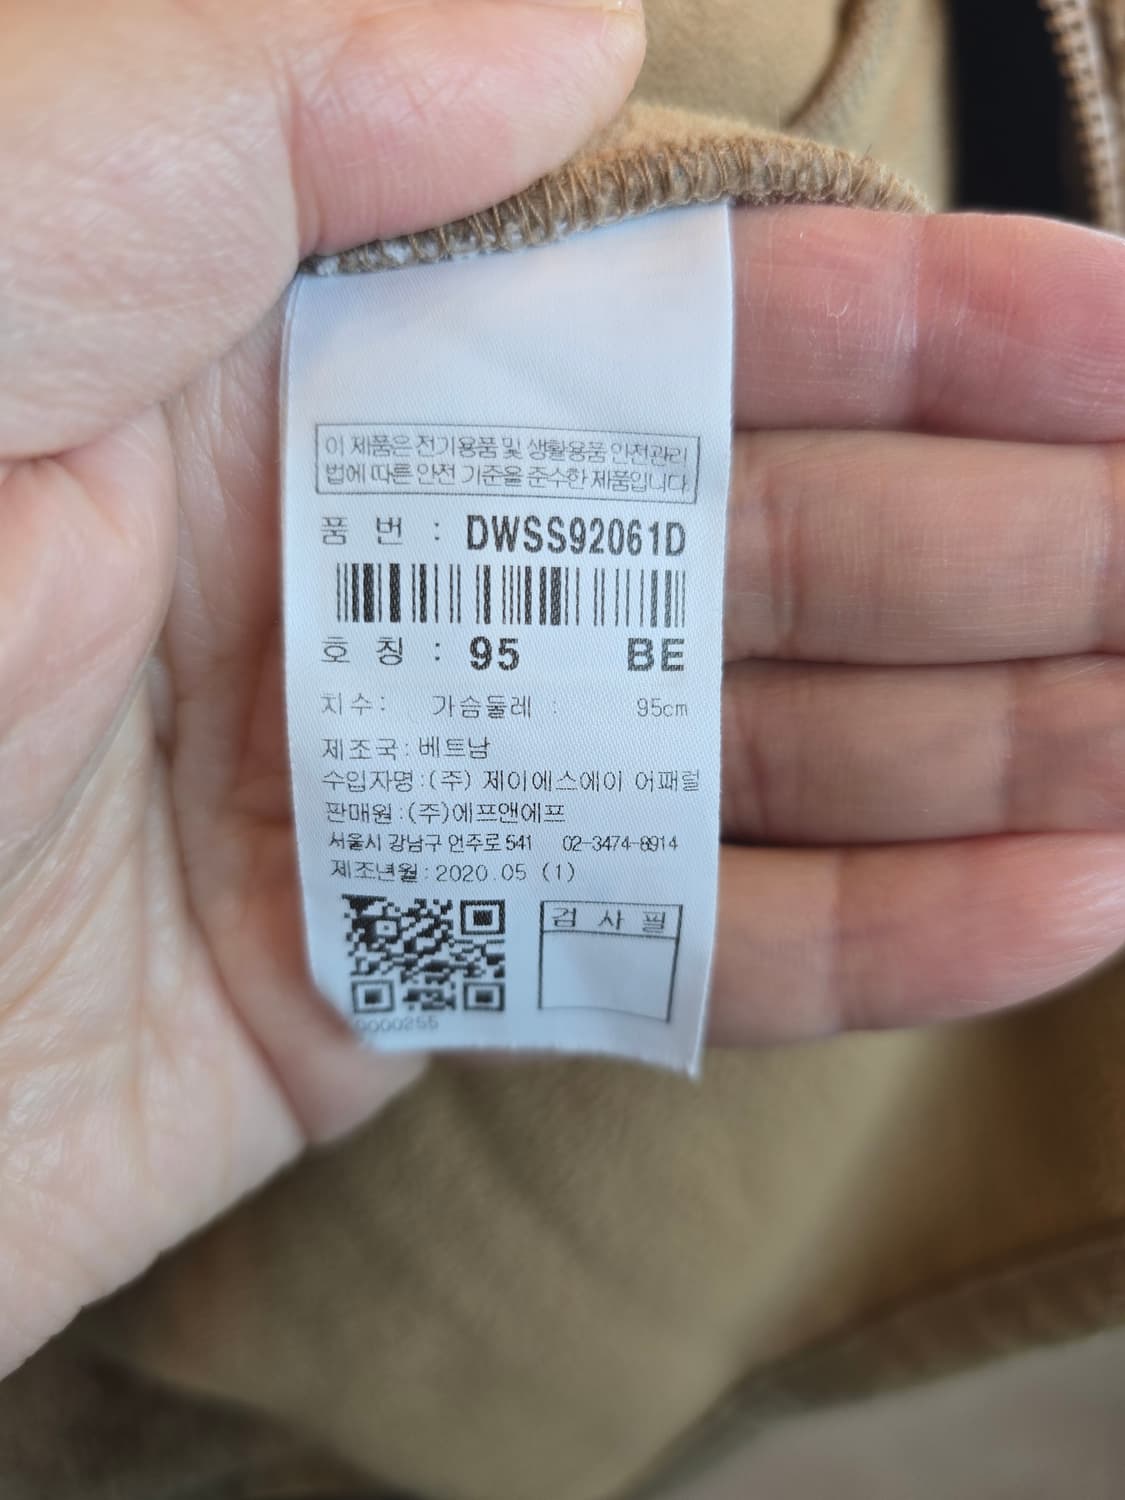 이 제품은 전기용품 및 생활용품 안전관리
법에 따른 안전 기준을 준수한 제품입니다.
품 번 : DWSS92061D
호 칭 : 95 BE
치수: 가슴둘레 : 95cm
제조국: 베트남
수입자명:(주) 제이에스에이 어패럴
판매원:(주)에프앤에프
서울시 강남구 언주로 541 02-3474-8914
제조년월: 2020.05 (1)
검 사 필
0000255